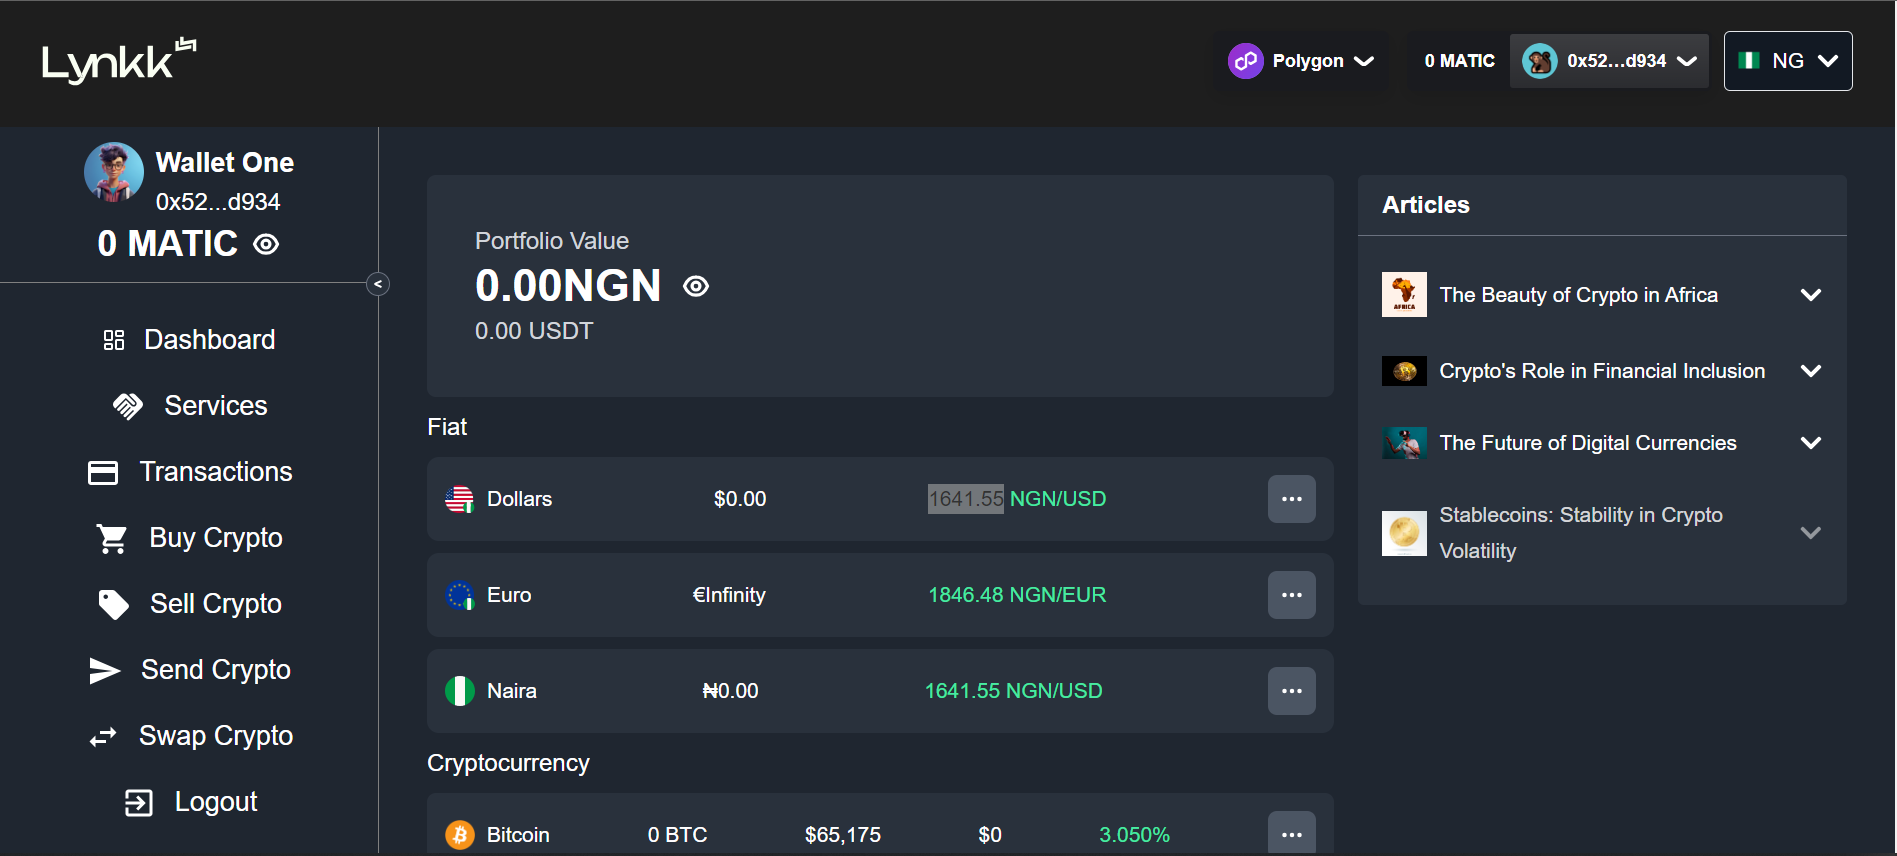 Lynkk
Polygon
0 MATIC
0x52...d934
NG
Wallet One
0x52...d934
0 MATIC
<
Dashboard
Services
Transactions
Buy Crypto
Sell Crypto
Send Crypto
Swap Crypto
Logout
Portfolio Value
0.00NGN
0.00 USDT
Fiat
Dollars $0.00 1641.55 NGN/USD ...
Euro €Infinity 1846.48 NGN/EUR ...
Naira ₦0.00 1641.55 NGN/USD ...
Cryptocurrency
Bitcoin 0 BTC $65,175 $0 3.050% ...
Articles
AFRICA
The Beauty of Crypto in Africa
Crypto's Role in Financial Inclusion
The Future of Digital Currencies
Stablecoins: Stability in Crypto
Volatility